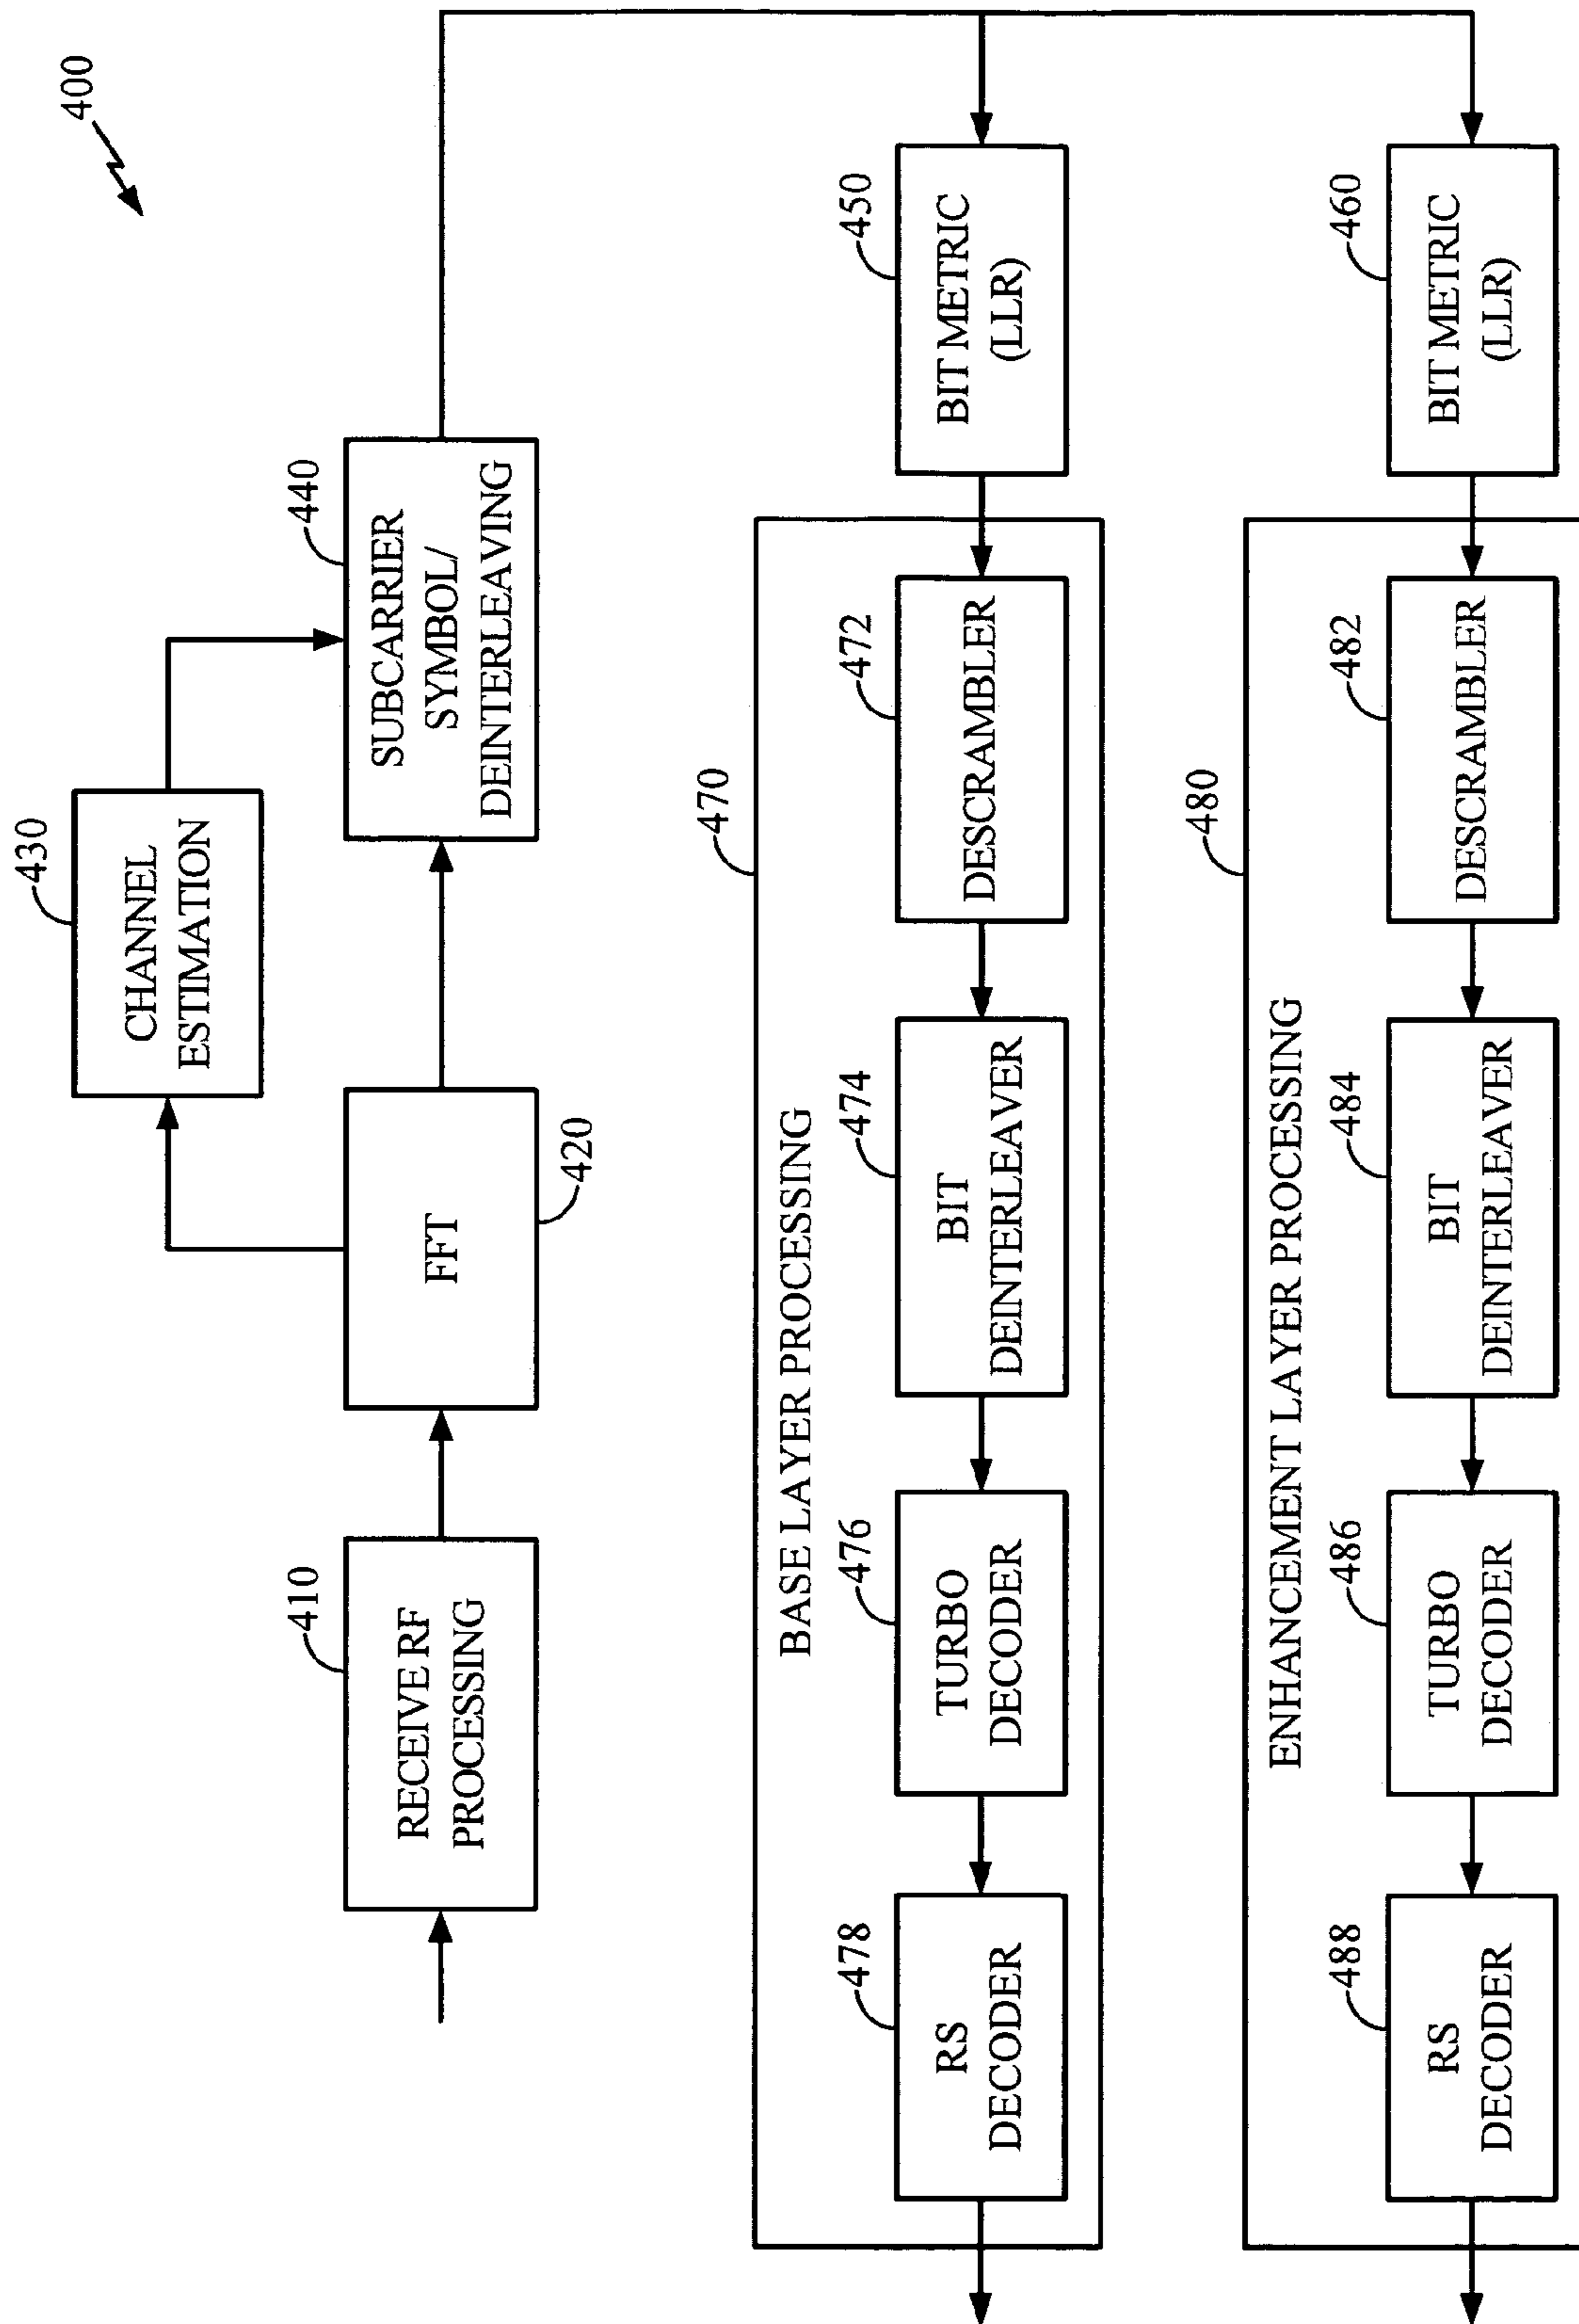 400
430
CHANNEL
ESTIMATION
410
RECEIVE RF
PROCESSING
FFT
420
440
SUBCARRIER
SYMBOL/
DEINTERLEAVING
470
BASE LAYER PROCESSING
478
RS
DECODER
476
TURBO
DECODER
474
BIT
DEINTERLEAVER
472
DESCRAMBLER
450
BIT METRIC
(LLR)
480
ENHANCEMENT LAYER PROCESSING
488
RS
DECODER
486
TURBO
DECODER
484
BIT
DEINTERLEAVER
482
DESCRAMBLER
460
BIT METRIC
(LLR)